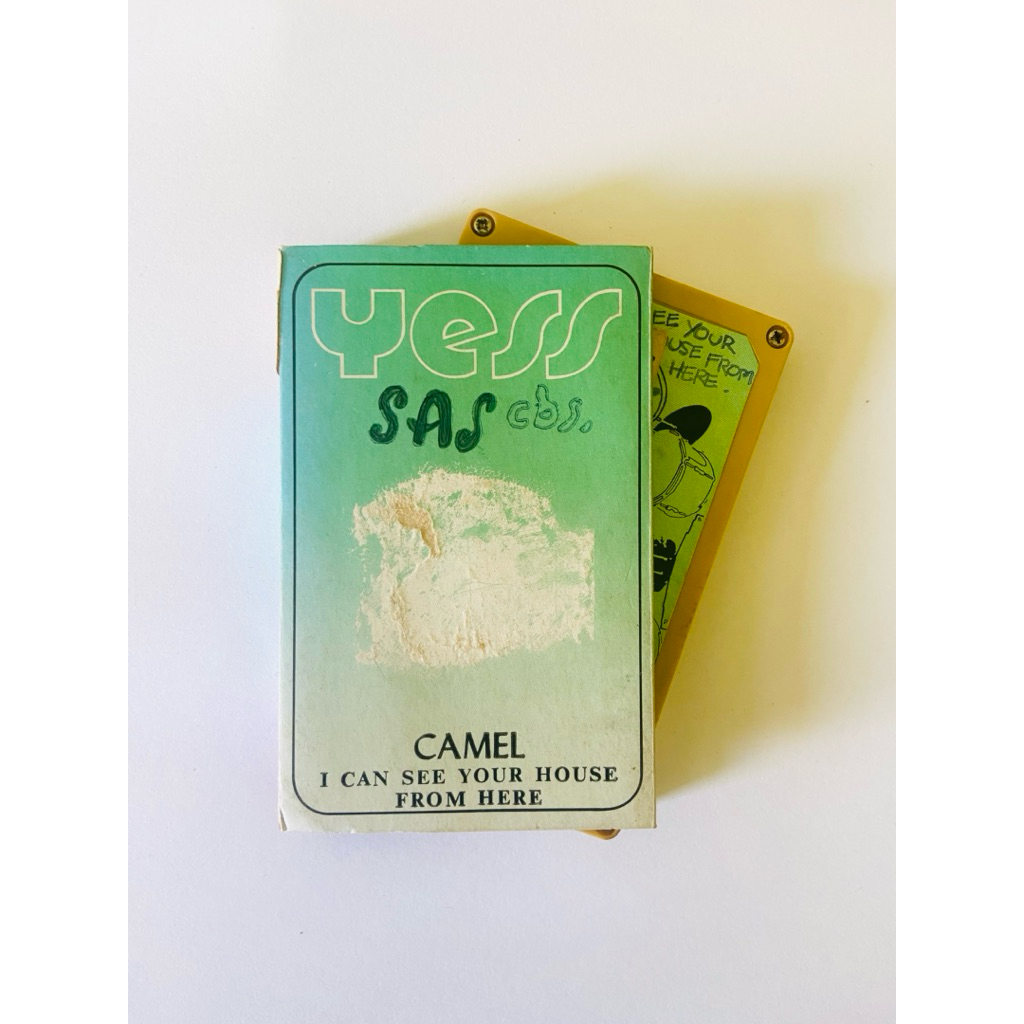 Yess
SAS cbs.
CAMEL
I CAN SEE YOUR HOUSE
FROM HERE
EE YOUR
USE FROM
HERE.